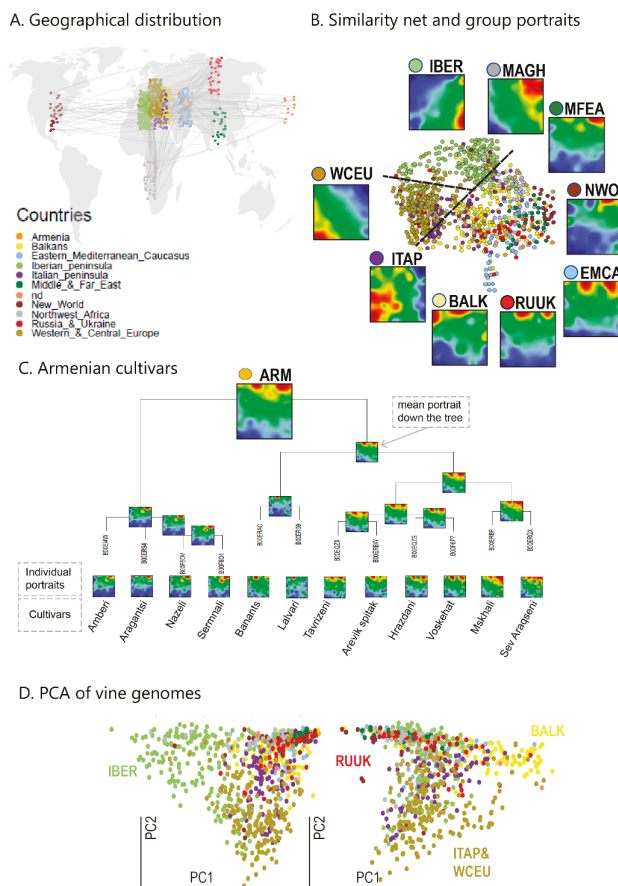 A. Geographical distribution
B. Similarity net and group portraits
IBER
MAGH
MFEA
WCEU
NWO
ITAP
EMCA
BALK
RUUK
Countries
Armenia
Balkans
Eastern_Mediterranean_Caucasus
Iberian_peninsula
Italian_peninsula
Middle_&_Far_East
nd
New_World
Northwest_Africa
Russia_&_Ukraine
Western_&_Central_Europe
C. Armenian cultivars
ARM
mean portrait
down the tree
Individual
portraits
Cultivars
Amberi
Aragantsi
Nazeli
Sermnali
Banants
Lalvari
Tavrizeni
Arevik spitak
Hrazdani
Voskehat
Mskhali
Sev Araqseni
D. PCA of vine genomes
IBER
RUUK
BALK
PC2
PC2
ITAP&
WCEU
PC1
PC1